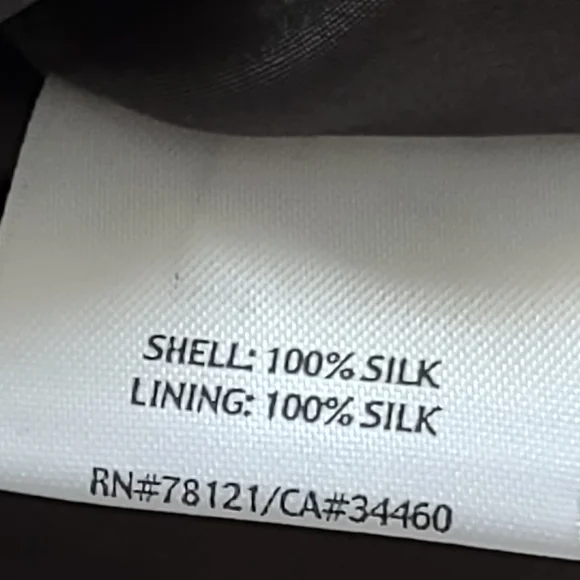 SHELL: 100% SILK
LINING: 100% SILK
RN#78121/CA#34460